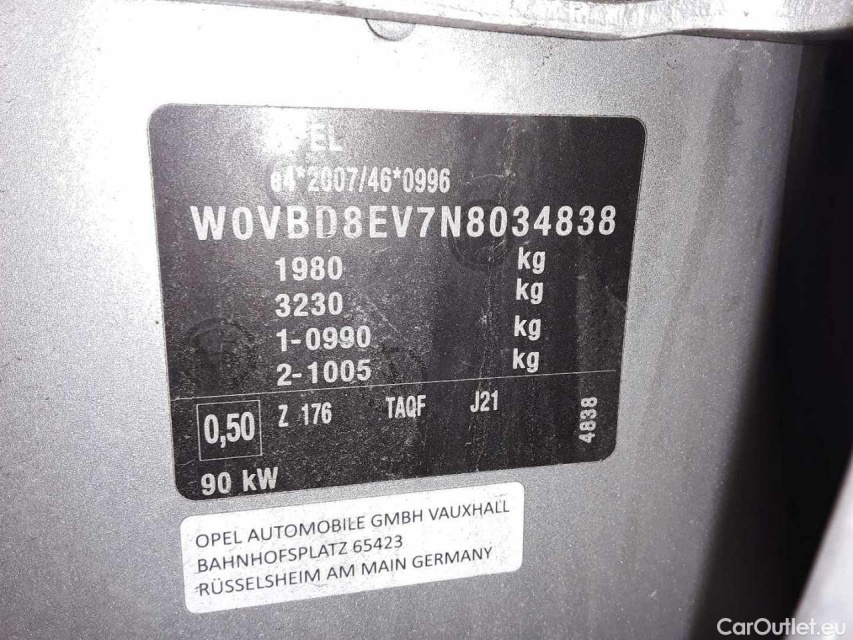 OPEL
e4*2007/46*0996
W0VBD8EV7N8034838
1980 kg
3230 kg
1-0990 kg
2-1005 kg
0,50 Z 176 TAQF J21 4838
90 kW
OPEL AUTOMOBILE GMBH VAUXHALL
BAHNHOFSPLATZ 65423
RÜSSELSHEIM AM MAIN GERMANY
CarOutlet.eu